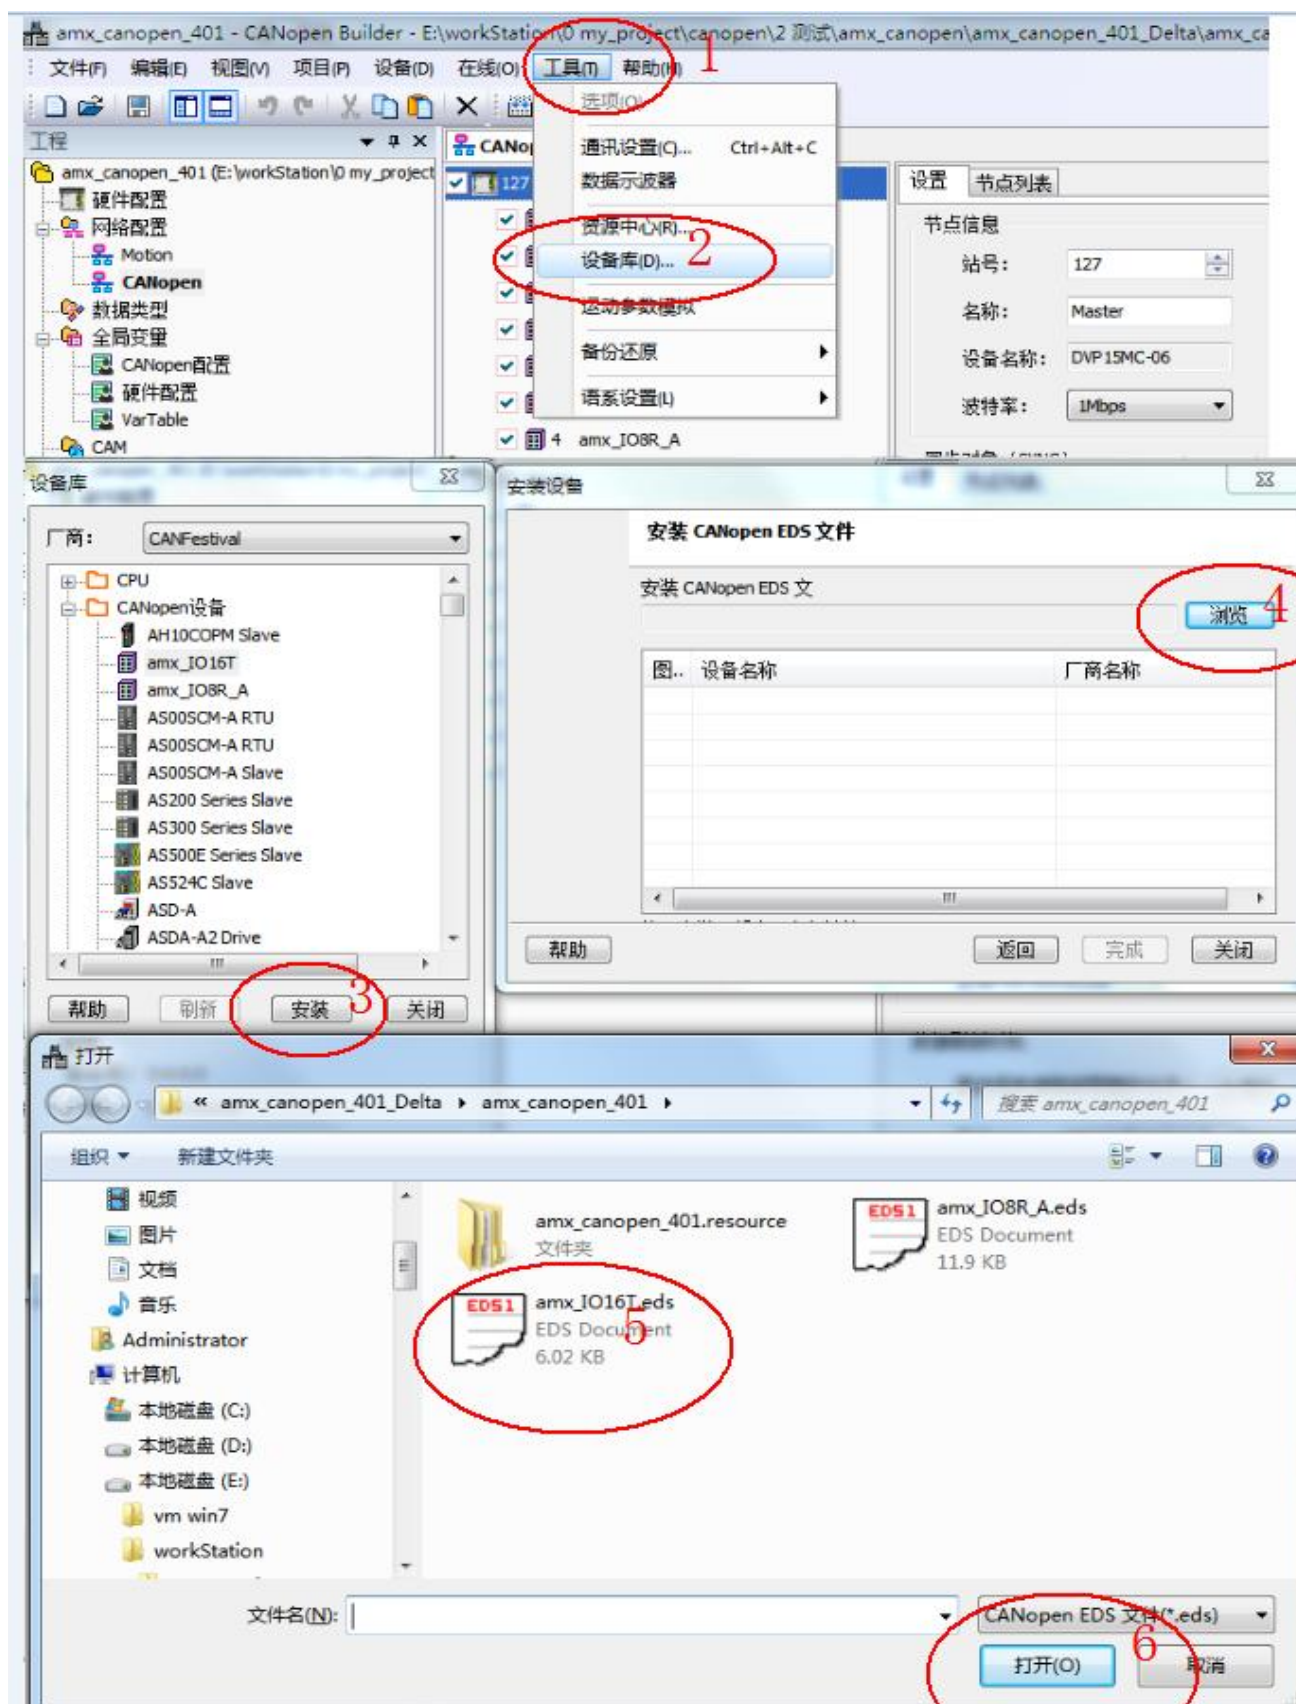 amx_canopen_401 - CANopen Builder - E:\workStation\0 my_project\canopen\2 测试\amx_canopen\amx_canopen_401_Delta\amx_ca
文件(F) 编辑(E) 视图(V) 项目(P) 设备(D) 在线(O) 工具(T) 帮助(H) 1
工程
amx_canopen_401 (E:\workStation\0 my_project
硬件配置
网络配置
Motion
CANopen
数据类型
全局变量
CANopen配置
硬件配置
VarTable
CAM
CANop
127
4 amx_IO8R_A
选项(O)
通讯设置(C)... Ctrl+Alt+C
数据示波器
资源中心(R)...
设备库(D)... 2
运动参数模拟
备份还原
语系设置(L)
设置 节点列表
节点信息
站号: 127
名称: Master
设备名称: DVP15MC-06
波特率: 1Mbps
设备库
厂商: CANFestival
CPU
CANopen设备
AH10COPM Slave
amx_IO16T
amx_IO8R_A
AS00SCM-A RTU
AS00SCM-A RTU
AS00SCM-A Slave
AS200 Series Slave
AS300 Series Slave
AS500E Series Slave
AS524C Slave
ASD-A
ASDA-A2 Drive
帮助 刷新 安装 3 关闭
安装设备
安装 CANopen EDS 文件
安装 CANopen EDS 文
浏览 4
图.. 设备名称 厂商名称
帮助 返回 完成 关闭
打开
« amx_canopen_401_Delta amx_canopen_401 搜索 amx_canopen_401
组织 新建文件夹
视频
图片
文档
音乐
Administrator
计算机
本地磁盘 (C:)
本地磁盘 (D:)
本地磁盘 (E:)
vm win7
workStation
amx_canopen_401.resource
文件夹
EDS1 amx_IO8R_A.eds
EDS Document
11.9 KB
EDS1 amx_IO16T.eds
EDS Document 5
6.02 KB
文件名(N): CANopen EDS 文件(*.eds)
打开(O) 6 取消